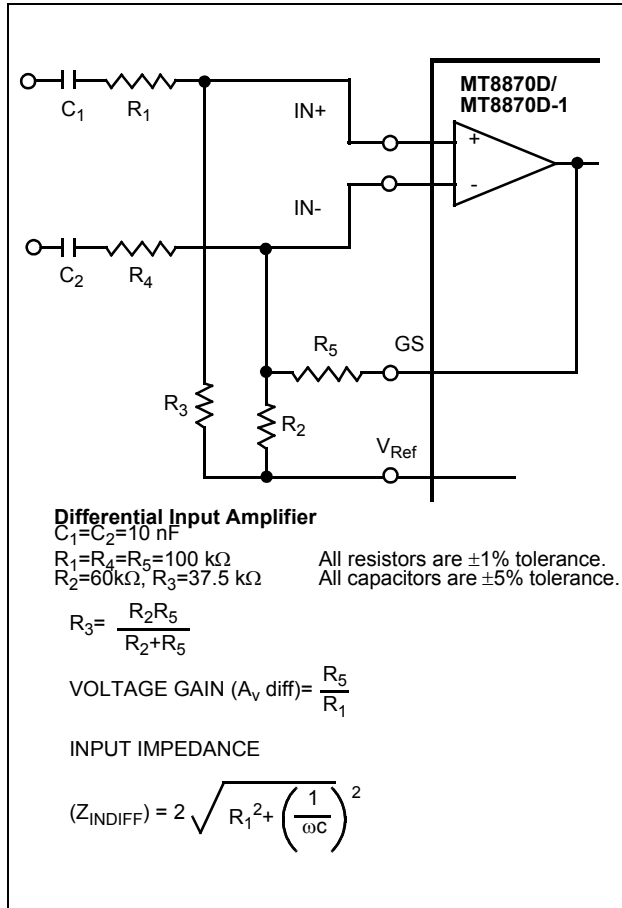 MT8870D/
MT8870D-1
C₁ R₁ IN+
+
-
IN-
C₂ R₄
R₅ GS
R₃ R₂
V_Ref
Differential Input Amplifier
C₁=C₂=10 nF
R₁=R₄=R₅=100 kΩ All resistors are ±1% tolerance.
R₂=60kΩ, R₃=37.5 kΩ All capacitors are ±5% tolerance.
R₃= R₂R₅ / R₂+R₅
VOLTAGE GAIN (Aᵥ diff)= R₅ / R₁
INPUT IMPEDANCE
(Z_INDIFF) = 2 √ R₁²+ (1 / ωc)²